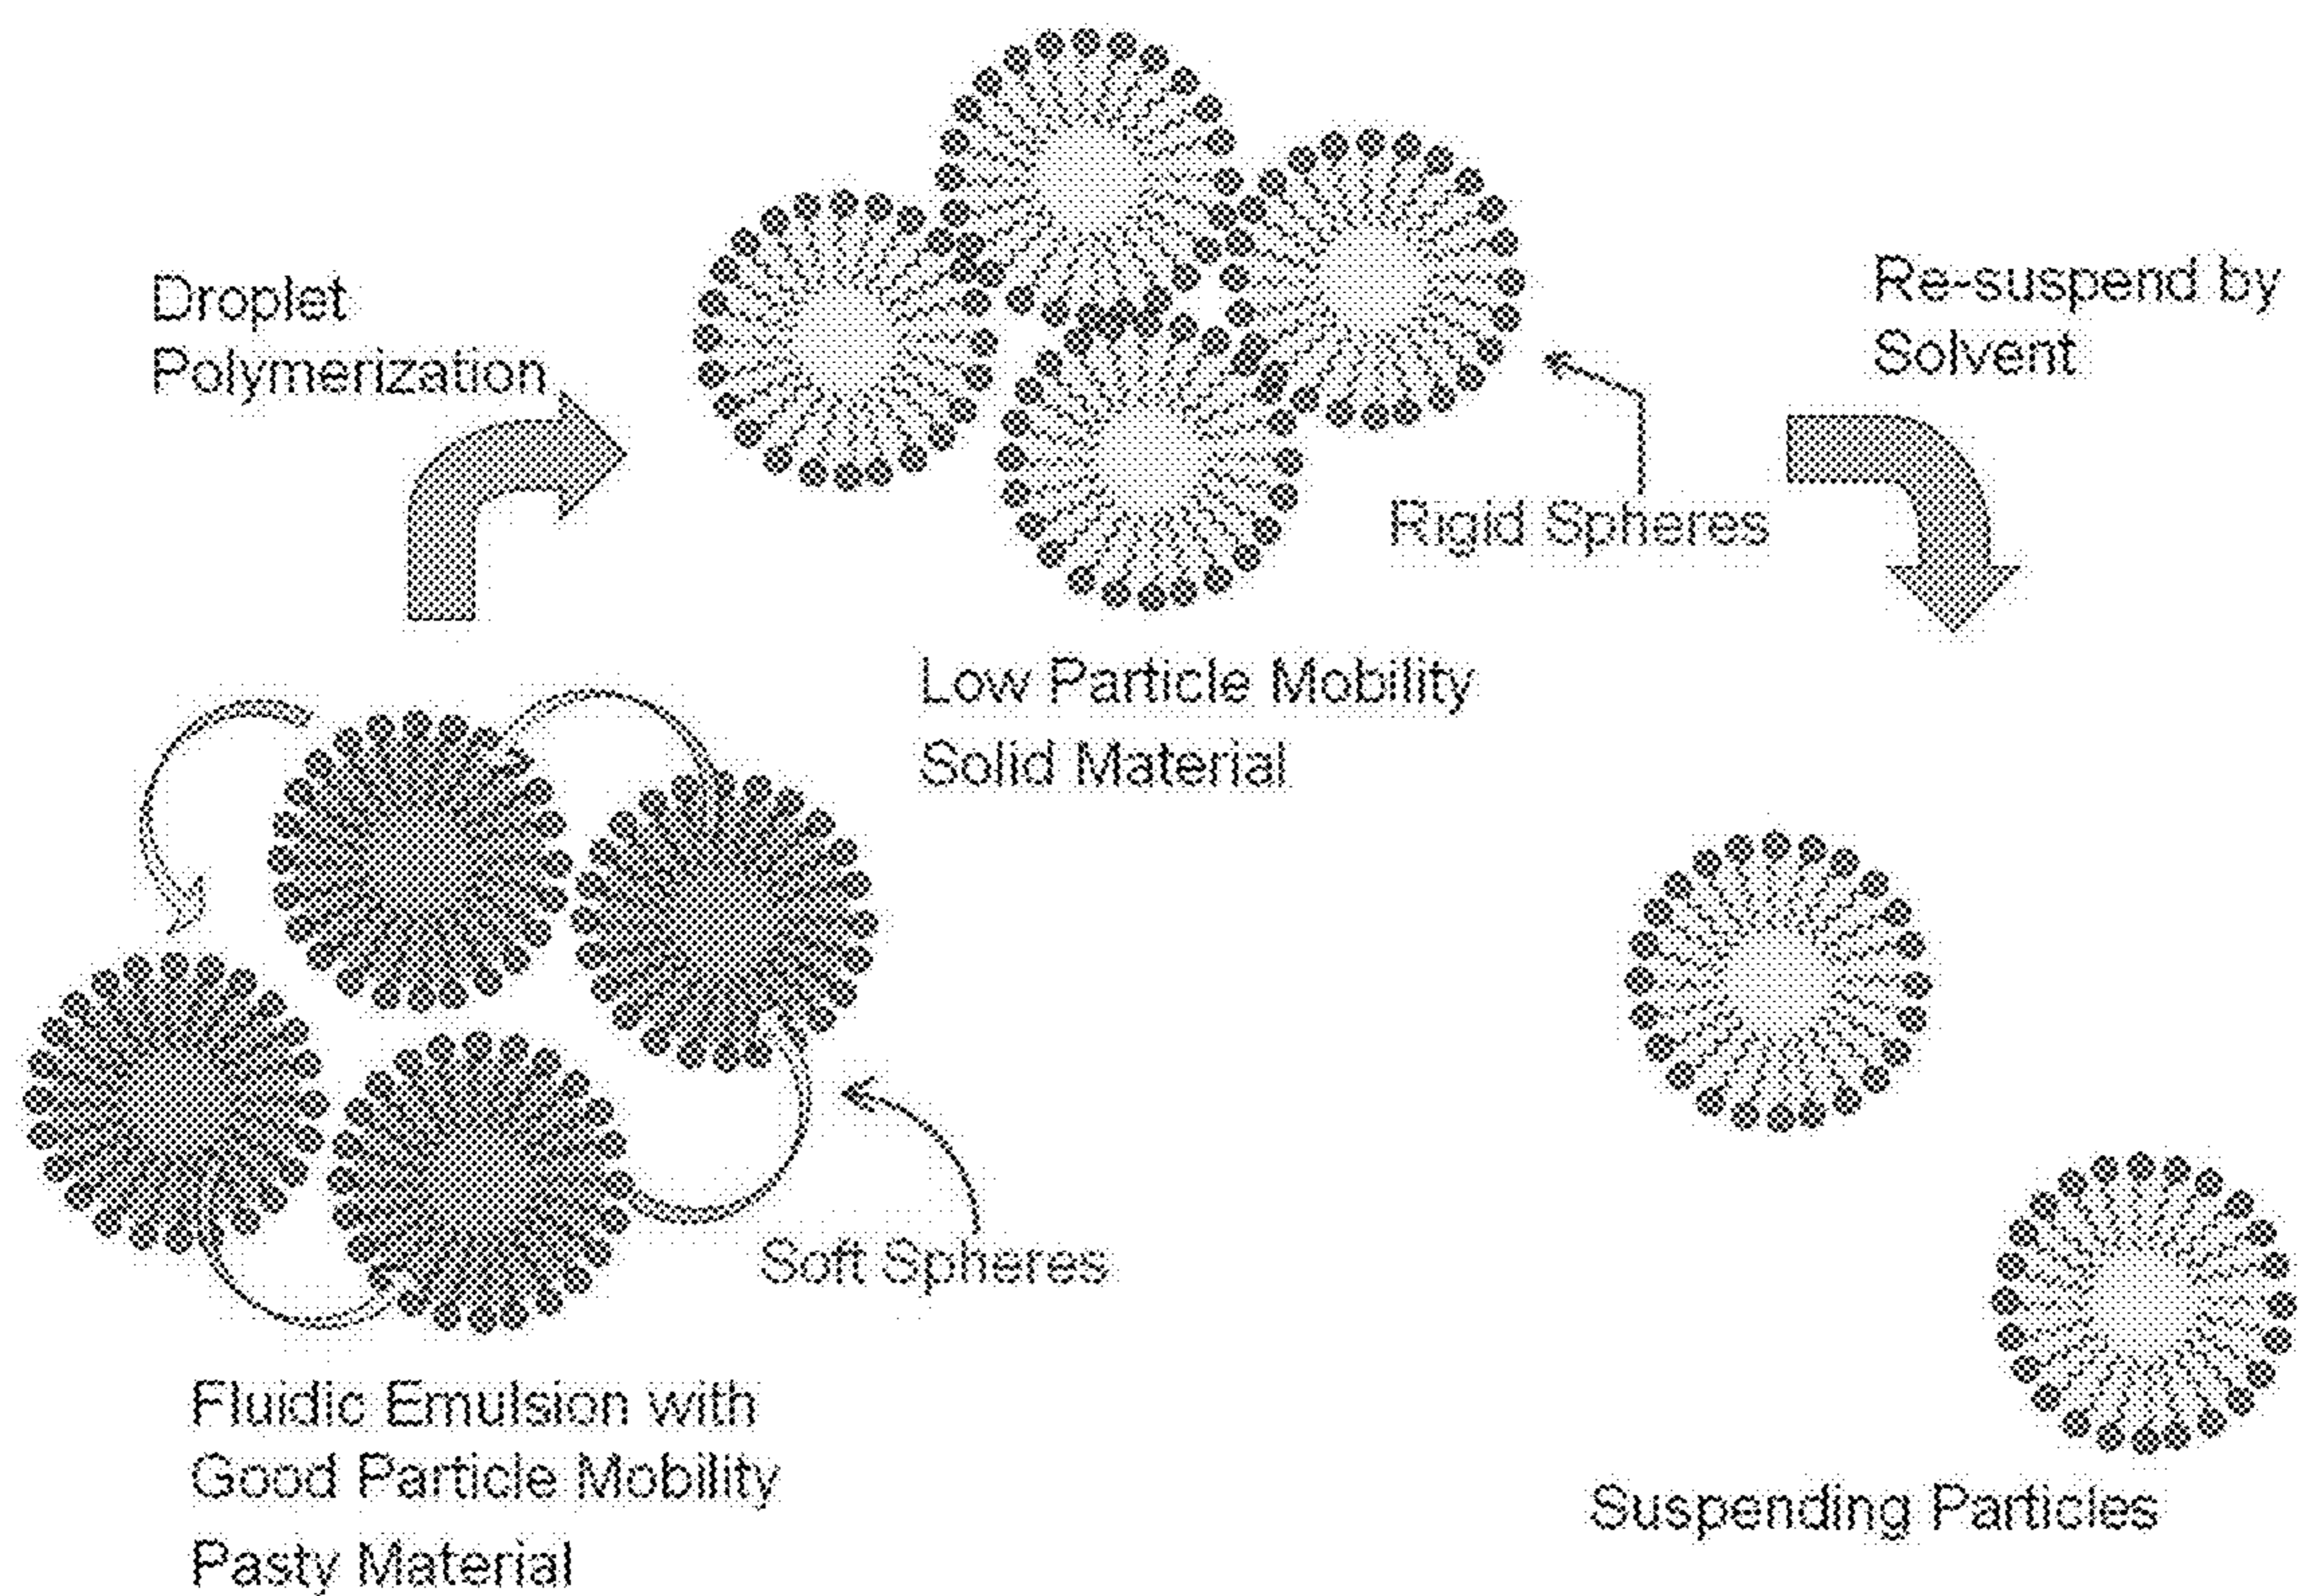 Droplet
Polymerization
Re-suspend by
Solvent
Rigid Spheres
Low Particle Mobility
Solid Material
Soft Spheres
Fluidic Emulsion with
Good Particle Mobility
Pasty Material
Suspending Particles